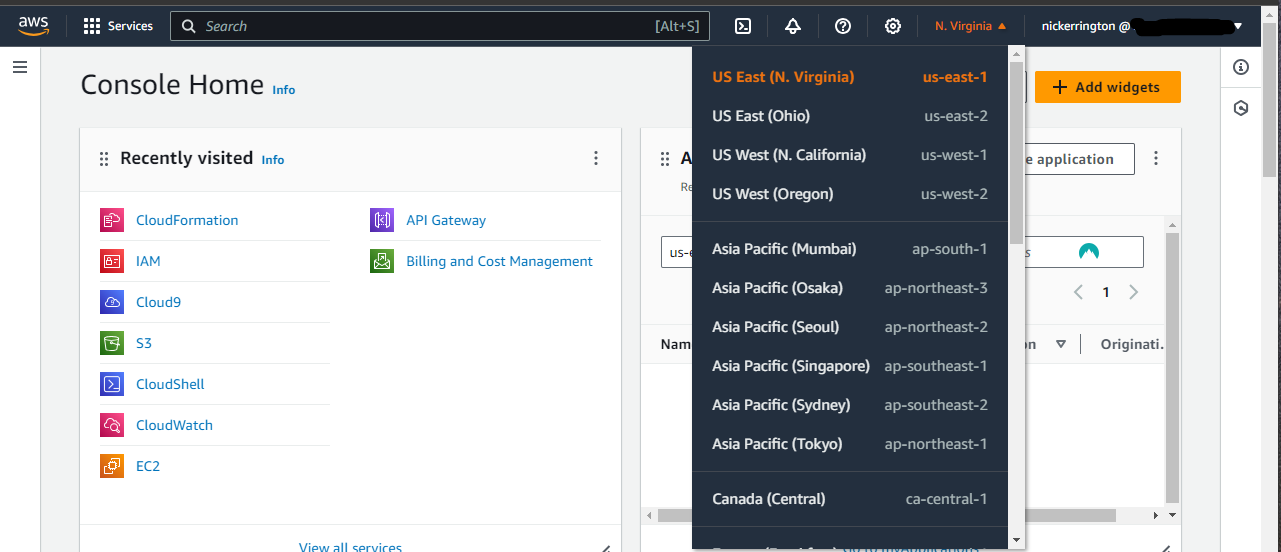 aws
Services
Search
[Alt+S]
N. Virginia
nickerrington @
Console Home
Info
Add widgets
US East (N. Virginia) us-east-1
US East (Ohio) us-east-2
US West (N. California) us-west-1
US West (Oregon) us-west-2
Asia Pacific (Mumbai) ap-south-1
Asia Pacific (Osaka) ap-northeast-3
Asia Pacific (Seoul) ap-northeast-2
Asia Pacific (Singapore) ap-southeast-1
Asia Pacific (Sydney) ap-southeast-2
Asia Pacific (Tokyo) ap-northeast-1
Canada (Central) ca-central-1
Recently visited
Info
CloudFormation
IAM
Cloud9
S3
CloudShell
CloudWatch
EC2
API Gateway
Billing and Cost Management
View all services
application
1
Originati.